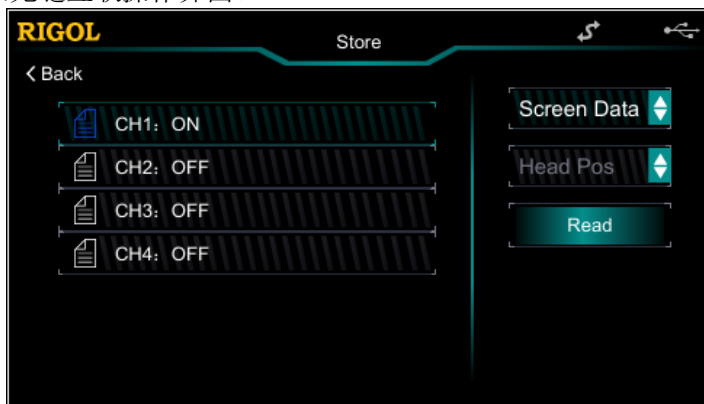 RIGOL
Store
Back
CH1: ON
CH2: OFF
CH3: OFF
CH4: OFF
Screen Data
Head Pos
Read